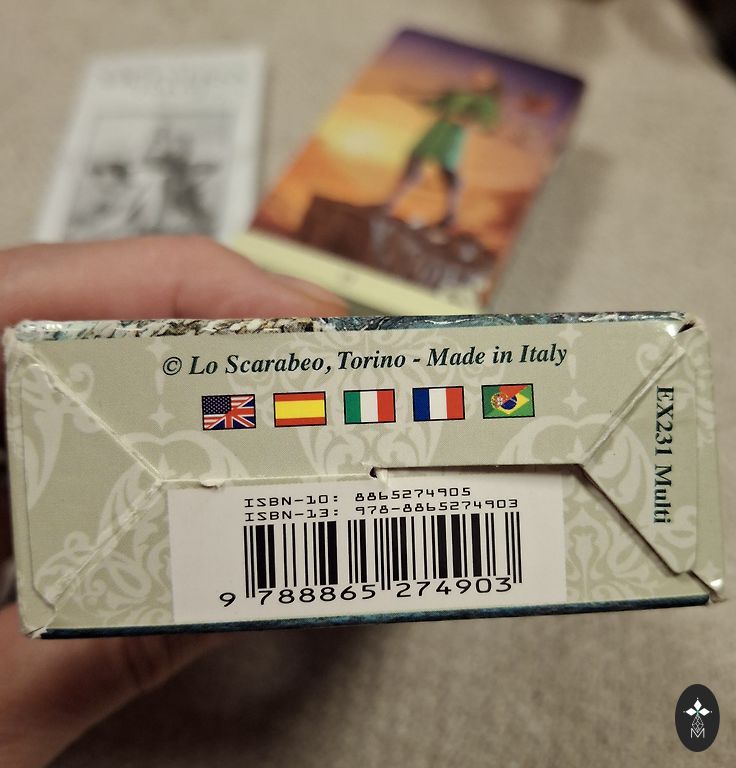 © Lo Scarabeo, Torino - Made in Italy
EX231 Multi
ISBN-10: 8865274905
ISBN-13: 978-8865274903
9 788865 274903
M